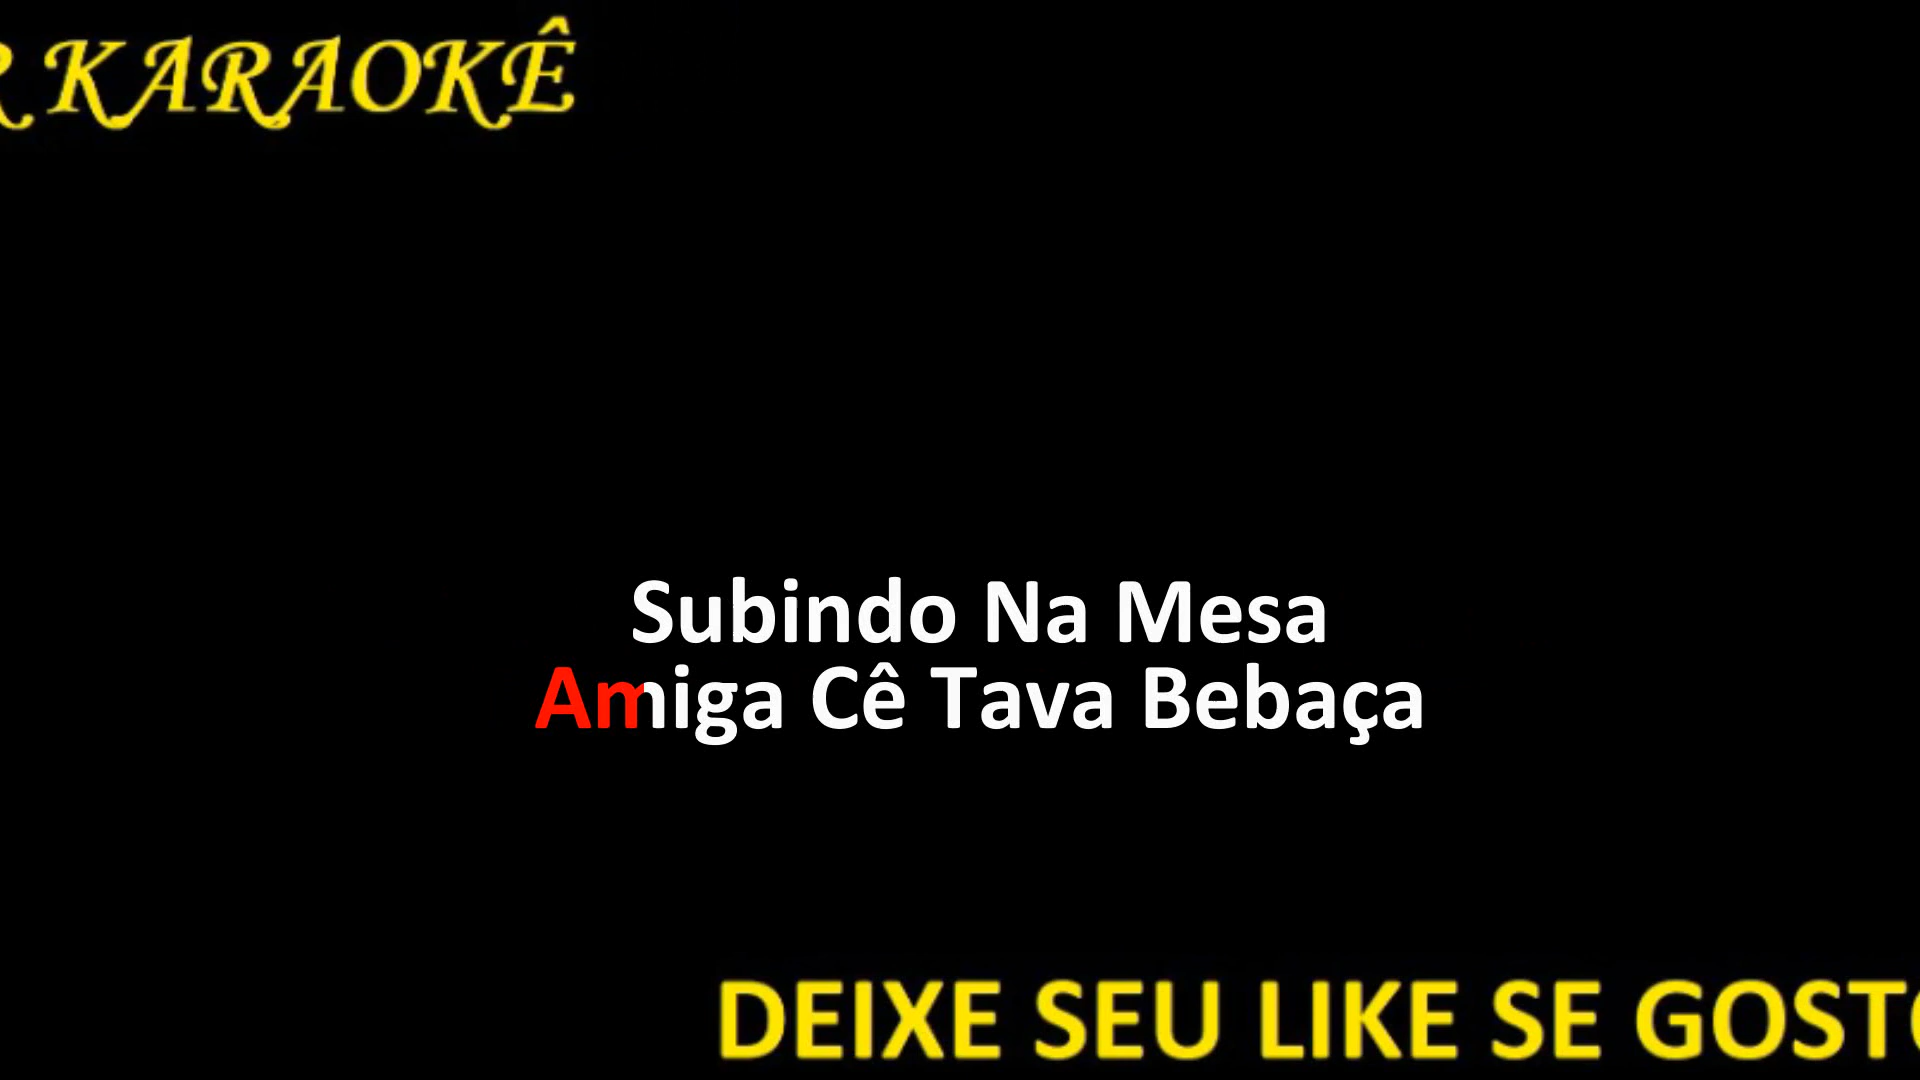 KARAOKÊ
Subindo Na Mesa
Amiga Cê Tava Bebaça
DEIXE SEU LIKE SE